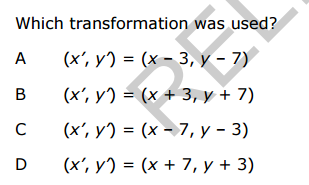 Which transformation was used?
A (x′, y′) = (x – 3, y – 7)
B (x′, y′) = (x + 3, y + 7)
C (x′, y′) = (x – 7, y – 3)
D (x′, y′) = (x + 7, y + 3)